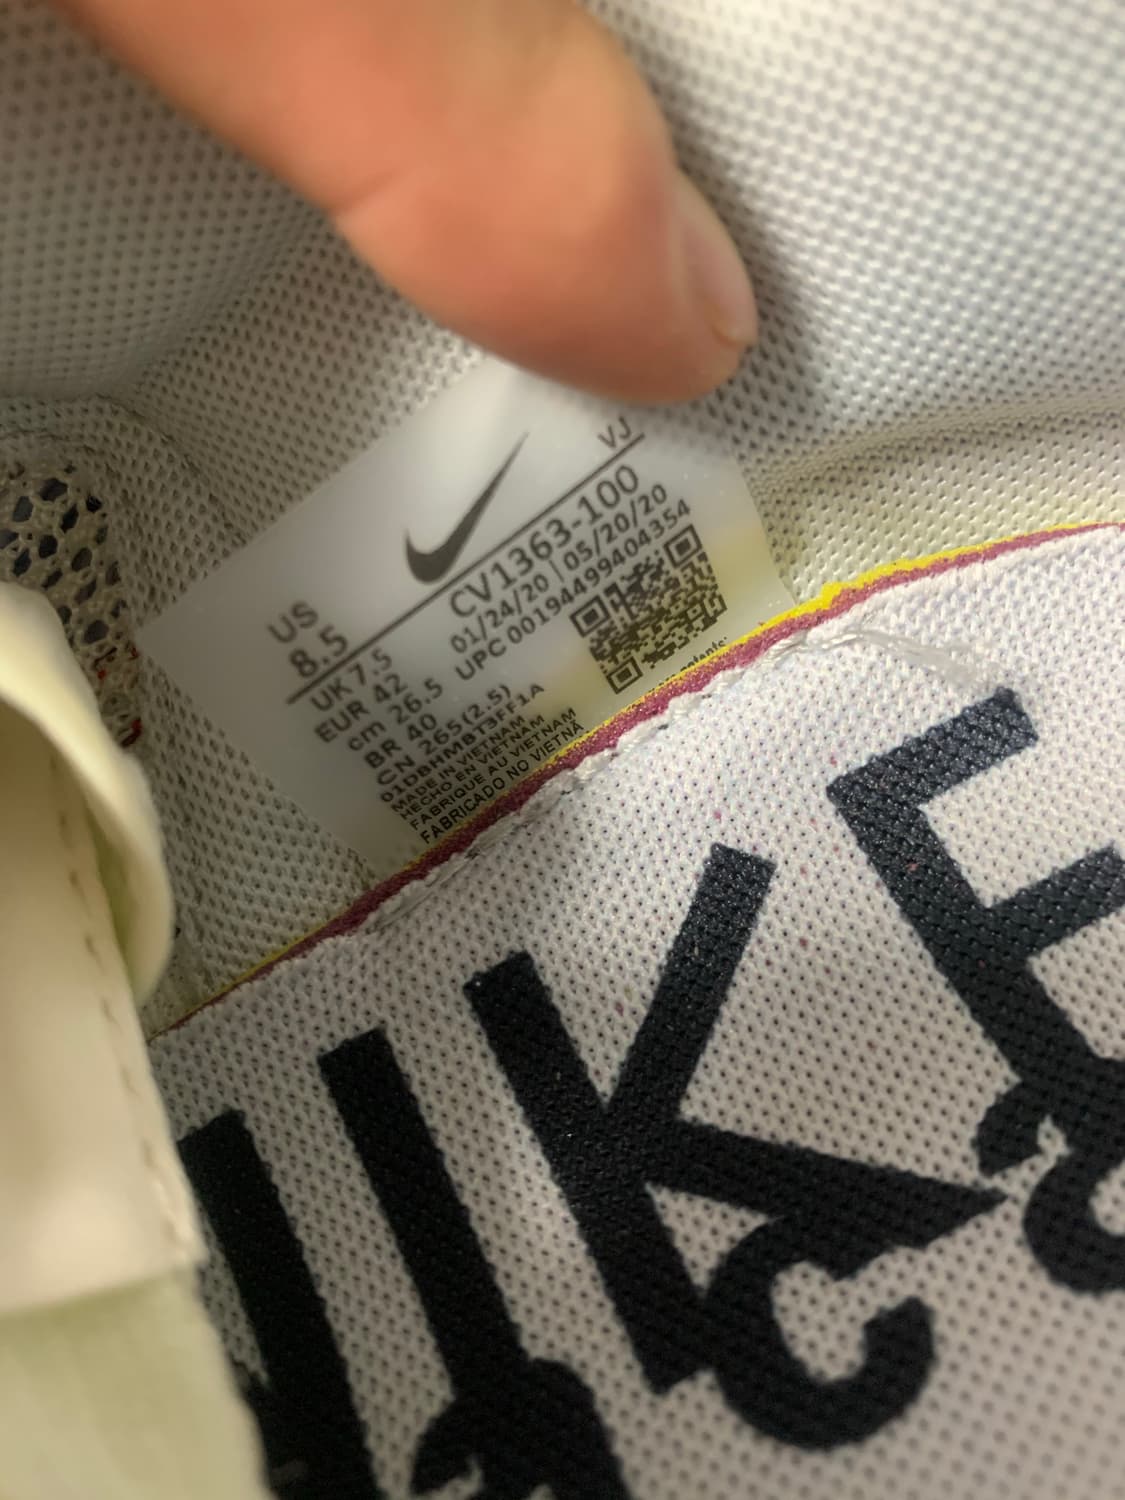 VJ
US
8.5
CV1363-100
UK 7.5
01/24/20 | 05/20/20
EUR 42
UPC 00194499404354
cm 26.5
BR 40
CN 265(2.5)
01DBHMBT3FF1A
MADE IN VIETNAM
HECHO EN VIETNAM
FABRIQUE AU VIETNAM
FABRICADO NO VIETNÃ
patents: